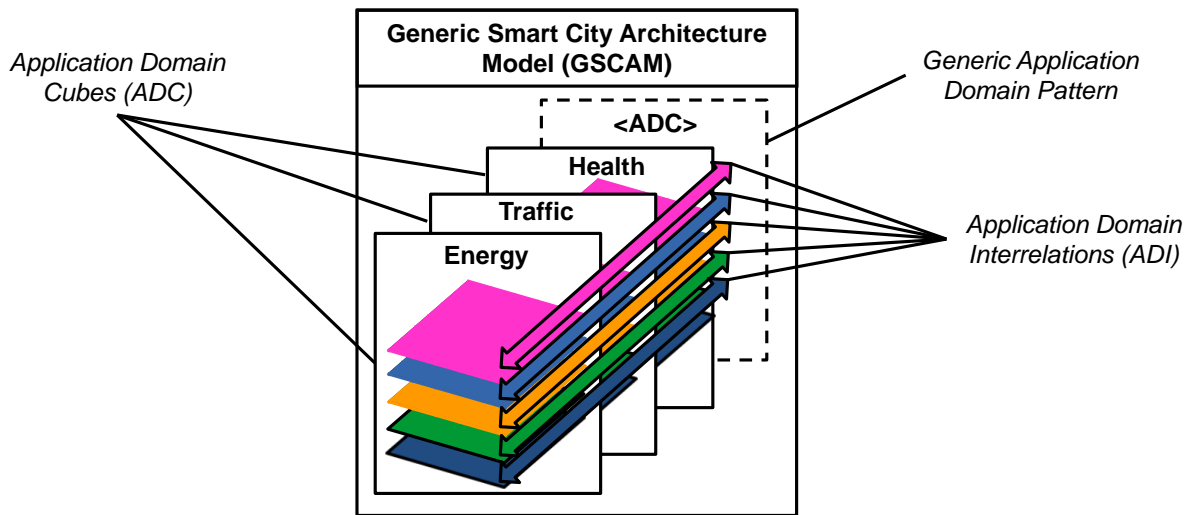 Generic Smart City Architecture
Model (GSCAM)
Application Domain
Cubes (ADC)
Generic Application
Domain Pattern
<ADC>
Health
Traffic
Energy
Application Domain
Interrelations (ADI)